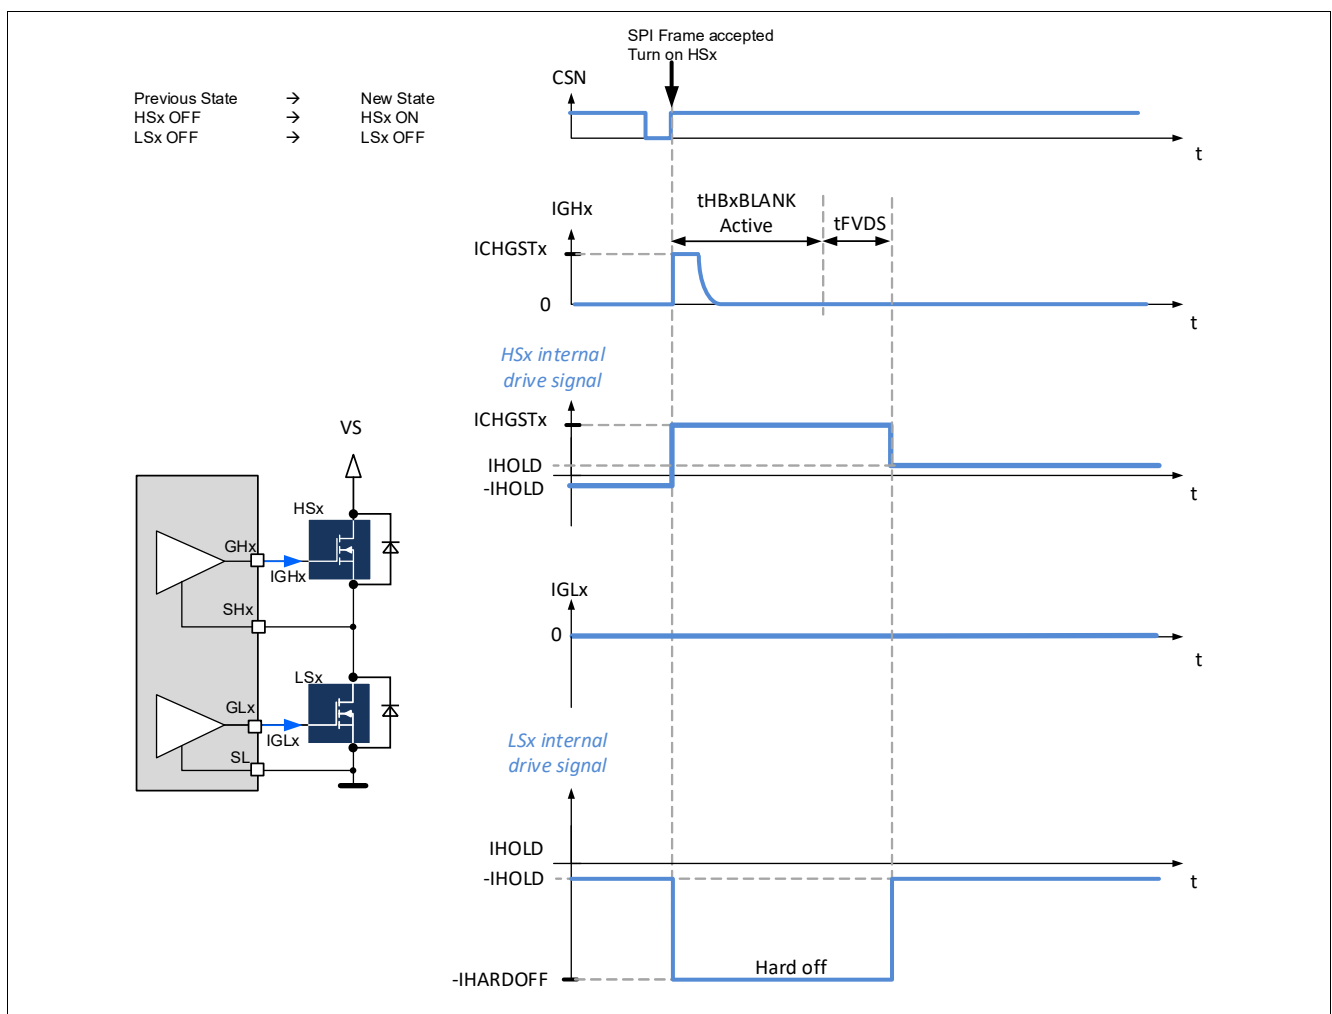 SPI Frame accepted
Turn on HSx
CSN
Previous State → New State
HSx OFF → HSx ON
LSx OFF → LSx OFF
t
tHBxBLANK
Active
tFVDS
IGHx
ICHGSTx
0
t
HSx internal
drive signal
ICHGSTx
IHOLD
-IHOLD
t
VS
HSx
GHx
IGHx
SHx
LSx
GLx
IGLx
SL
IGLx
0
t
LSx internal
drive signal
IHOLD
-IHOLD
t
Hard off
-IHARDOFF